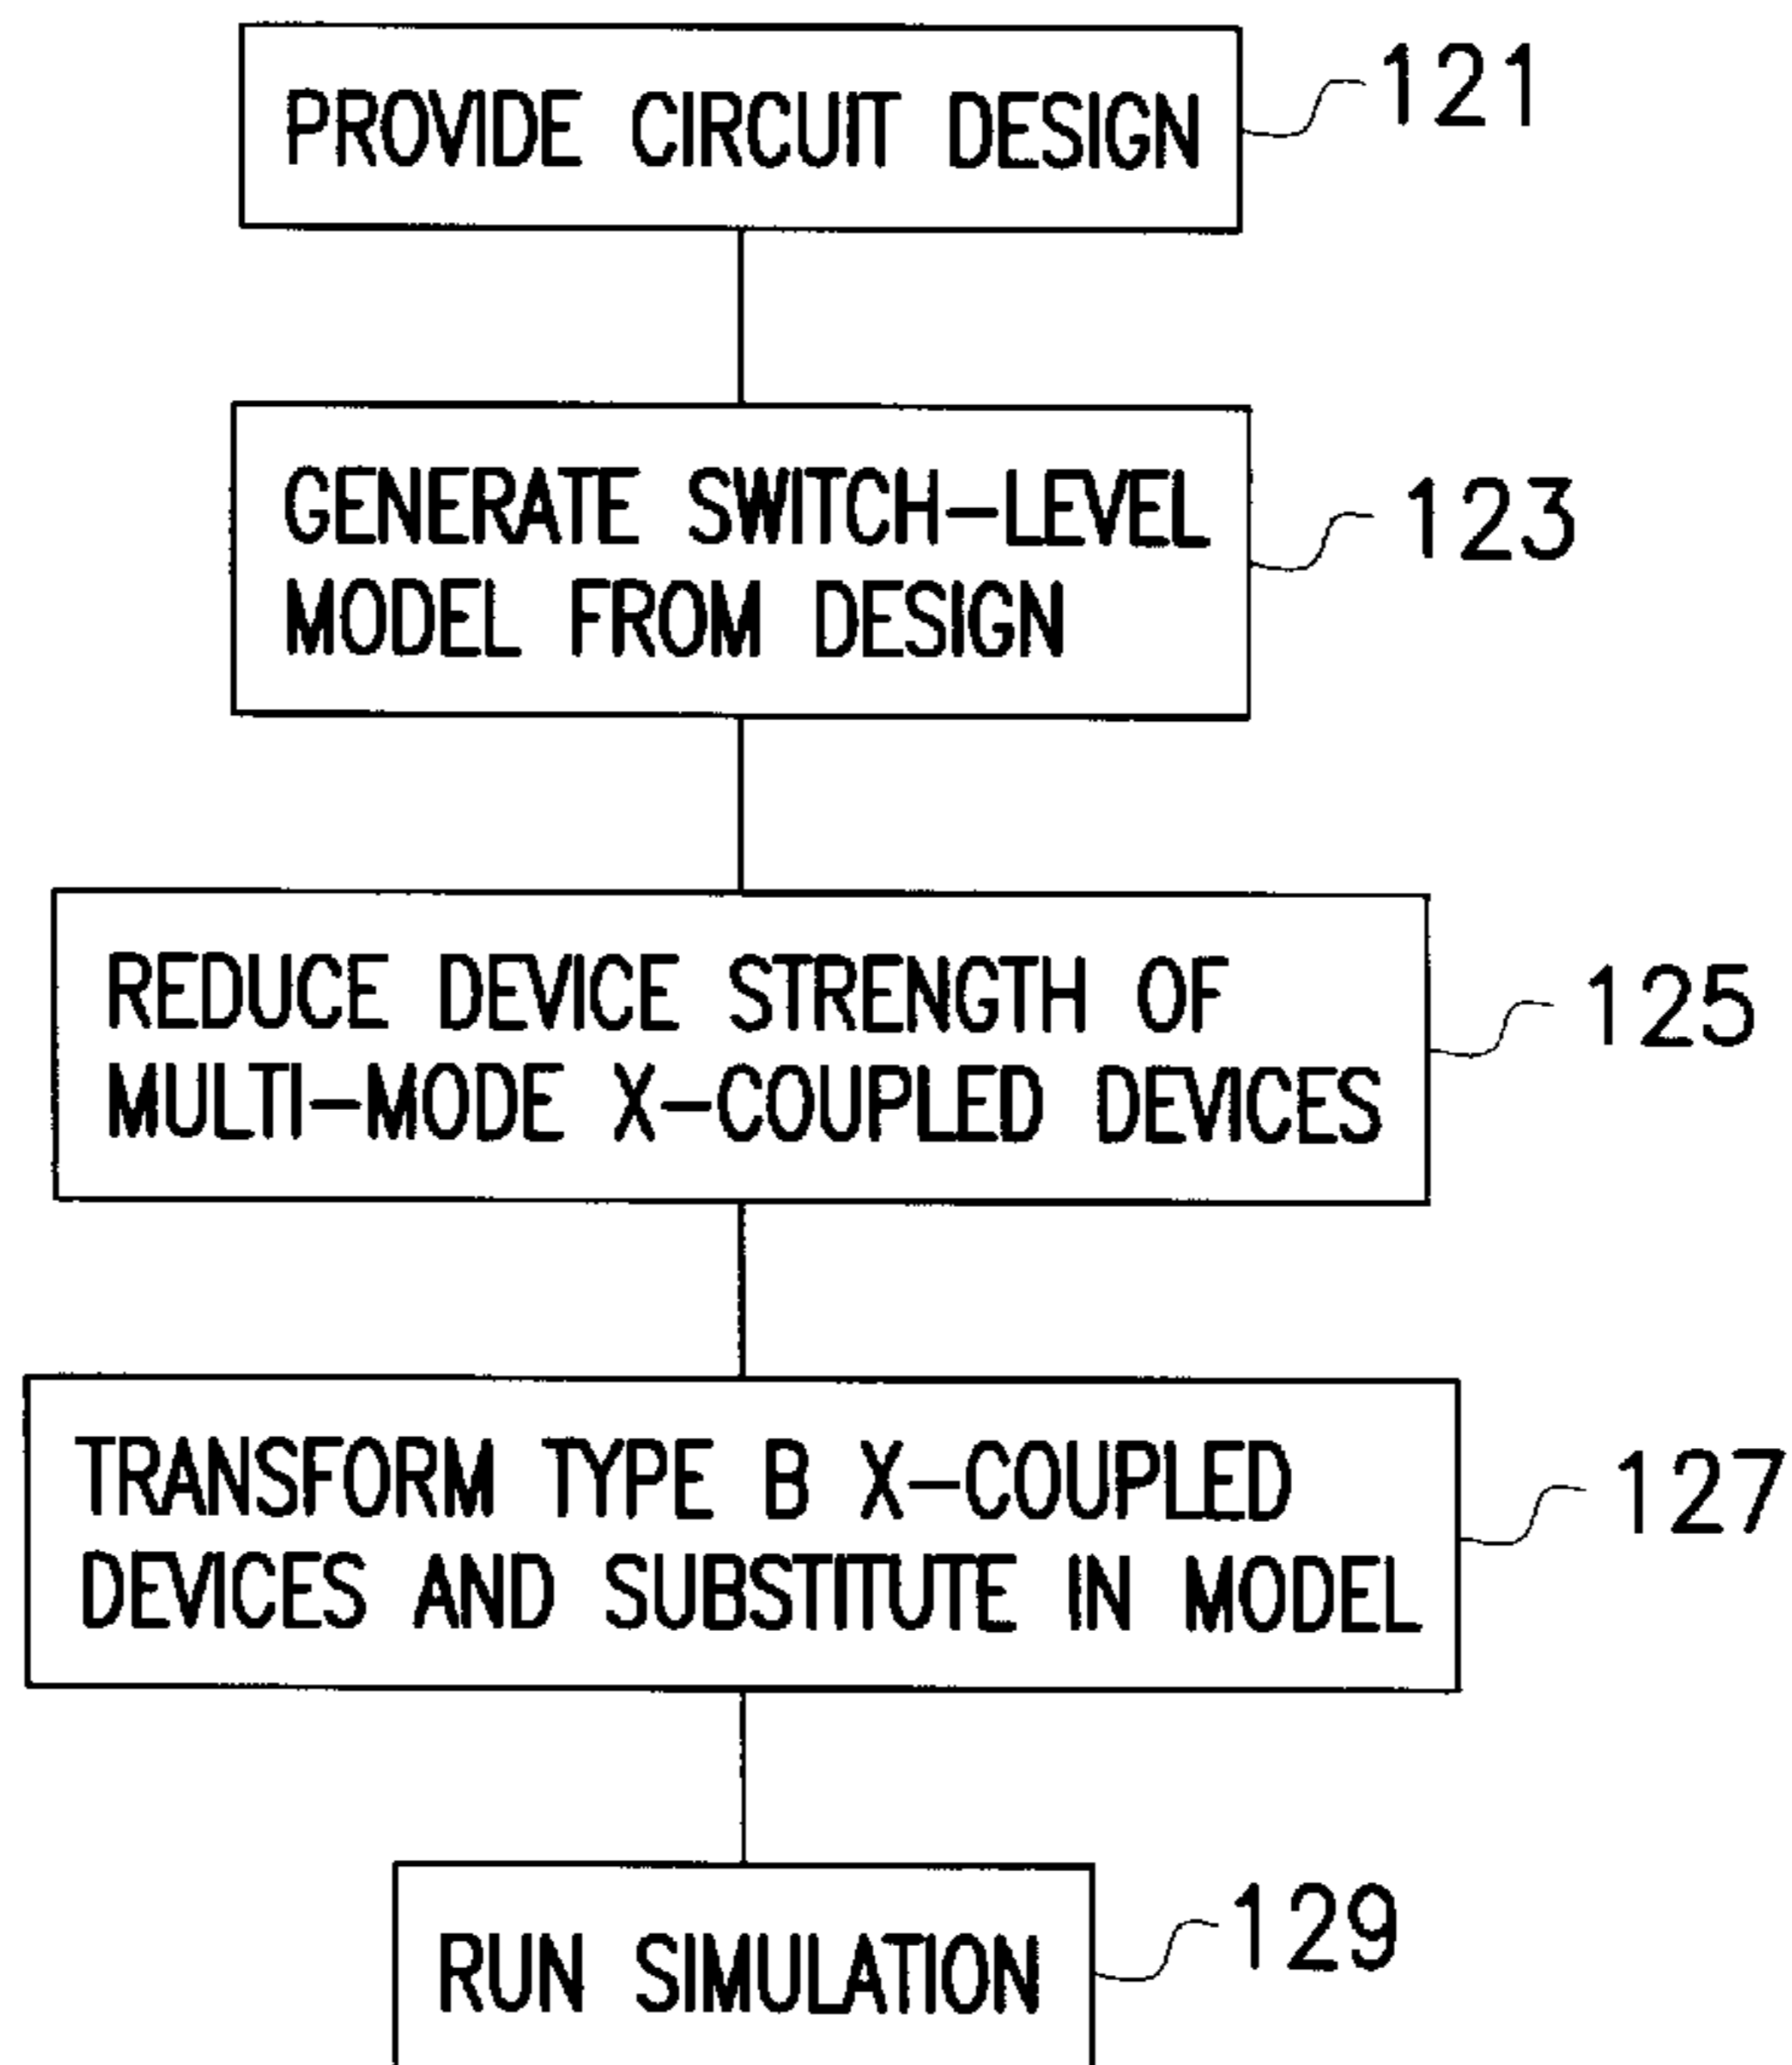 PROVIDE CIRCUIT DESIGN
121
GENERATE SWITCH-LEVEL
MODEL FROM DESIGN
123
REDUCE DEVICE STRENGTH OF
MULTI-MODE X-COUPLED DEVICES
125
TRANSFORM TYPE B X-COUPLED
DEVICES AND SUBSTITUTE IN MODEL
127
RUN SIMULATION
129